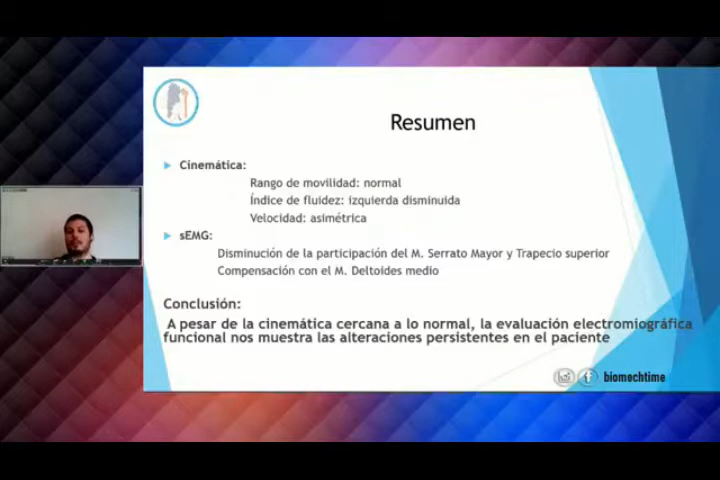 Resumen
Cinemática:
Rango de movilidad: normal
Índice de fluidez: izquierda disminuida
Velocidad: asimétrica
sEMG:
Disminución de la participación del M. Serrato Mayor y Trapecio superior
Compensación con el M. Deltoides medio
Conclusión:
A pesar de la cinemática cercana a lo normal, la evaluación electromiográfica
funcional nos muestra las alteraciones persistentes en el paciente
biomechtime